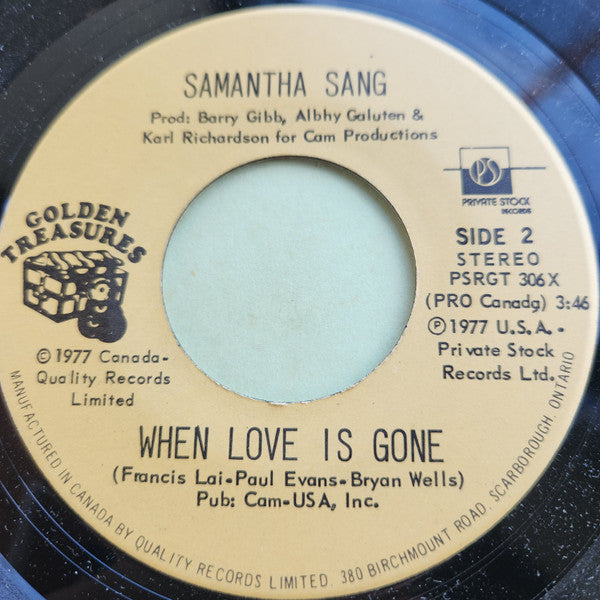 SAMANTHA SANG
Prod: Barry Gibb, Albhy Galuten &
Karl Richardson for Cam Productions
GOLDEN
TREASURES
PS
PRIVATE STOCK
RECORDS
SIDE 2
STEREO
PSRGT 306X
(PRO Canada) 3:46
℗1977 U.S.A.-
Private Stock
Records Ltd.
©1977 Canada-
Quality Records
Limited
WHEN LOVE IS GONE
(Francis Lai-Paul Evans-Bryan Wells)
Pub: Cam-USA, Inc.
MANUFACTURED IN CANADA BY QUALITY RECORDS LIMITED. 380 BIRCHMOUNT ROAD, SCARBOROUGH, ONTARIO